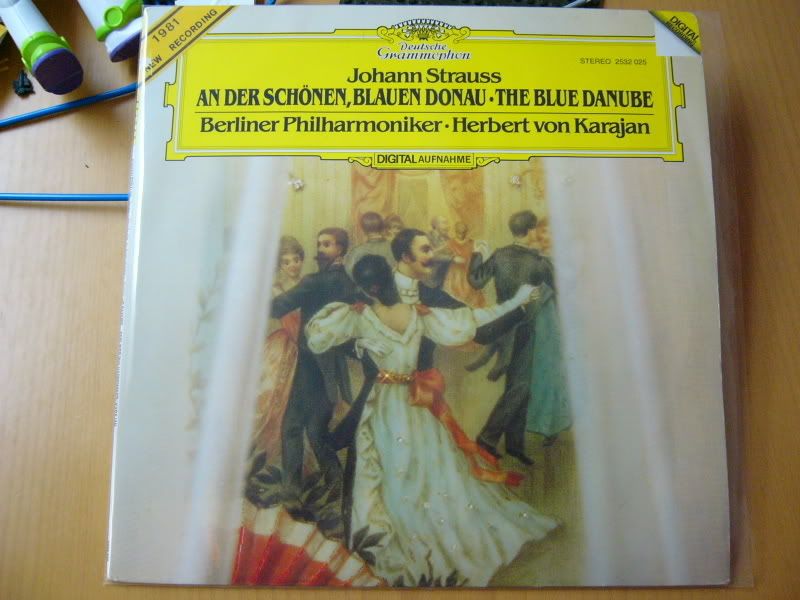 1981
NEW RECORDING
Deutsche
Grammophon
DIGITAL
STEREO 2532 025
Johann Strauss
AN DER SCHÖNEN, BLAUEN DONAU · THE BLUE DANUBE
Berliner Philharmoniker · Herbert von Karajan
DIGITAL AUFNAHME